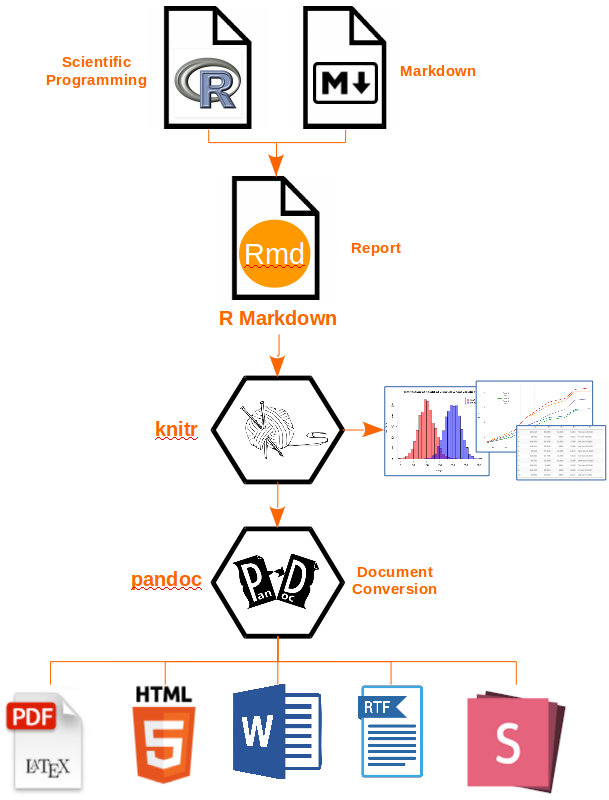 Scientific
Programming
R
M
Markdown
Rmd
Report
R Markdown
knitr
pandoc
Pan
Doc
Document
Conversion
PDF
LATEX
HTML
5
W
RTF
S